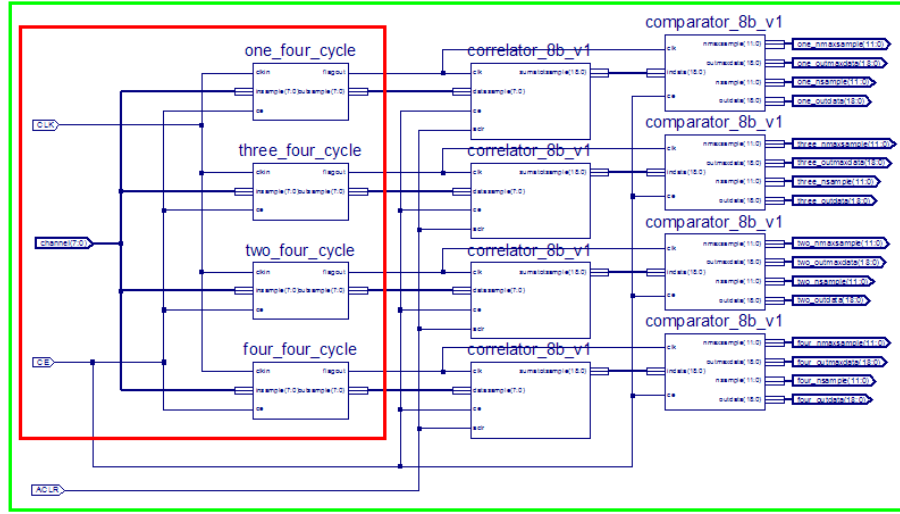 one_four_cycle
clkin flagout
insample(7:0) outsample(7:0)
ce
correlator_8b_v1
clk sumatotsample(18:0)
datasample(7:0)
ce
aclr
comparator_8b_v1
clk nmaxsample(11:0)
indata(18:0) outmaxdata(18:0)
nsample(11:0)
ce outdata(18:0)
one_nmaxsample(11:0)
one_outmaxdata(18:0)
one_nsample(11:0)
one_outdata(18:0)
CLK
three_four_cycle
clkin flagout
insample(7:0) outsample(7:0)
ce
correlator_8b_v1
clk sumatotsample(18:0)
datasample(7:0)
ce
aclr
comparator_8b_v1
clk nmaxsample(11:0)
indata(18:0) outmaxdata(18:0)
nsample(11:0)
ce outdata(18:0)
three_nmaxsample(11:0)
three_outmaxdata(18:0)
three_nsample(11:0)
three_outdata(18:0)
channel(7:0)
two_four_cycle
clkin flagout
insample(7:0) outsample(7:0)
ce
correlator_8b_v1
clk sumatotsample(18:0)
datasample(7:0)
ce
aclr
comparator_8b_v1
clk nmaxsample(11:0)
indata(18:0) outmaxdata(18:0)
nsample(11:0)
ce outdata(18:0)
two_nmaxsample(11:0)
two_outmaxdata(18:0)
two_nsample(11:0)
two_outdata(18:0)
CE
four_four_cycle
clkin flagout
insample(7:0) outsample(7:0)
ce
correlator_8b_v1
clk sumatotsample(18:0)
datasample(7:0)
ce
aclr
comparator_8b_v1
clk nmaxsample(11:0)
indata(18:0) outmaxdata(18:0)
nsample(11:0)
ce outdata(18:0)
four_nmaxsample(11:0)
four_outmaxdata(18:0)
four_nsample(11:0)
four_outdata(18:0)
ACLR